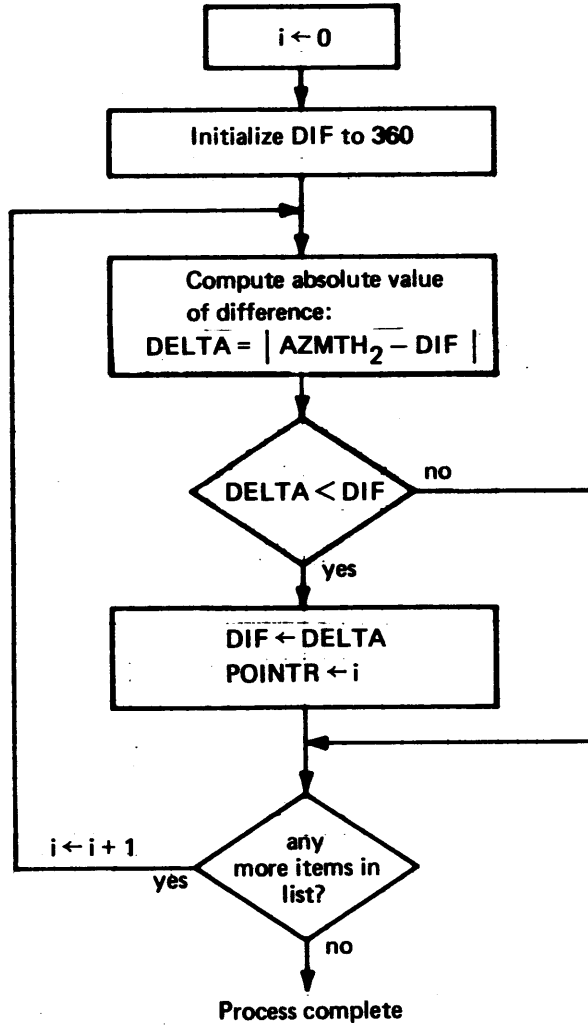 i ← 0
Initialize DIF to 360
Compute absolute value
of difference:
DELTA = | AZMTH₂ – DIF |
DELTA < DIF
no
yes
DIF ← DELTA
POINTR ← i
any
more items in
list?
i ← i + 1
yes
no
Process complete